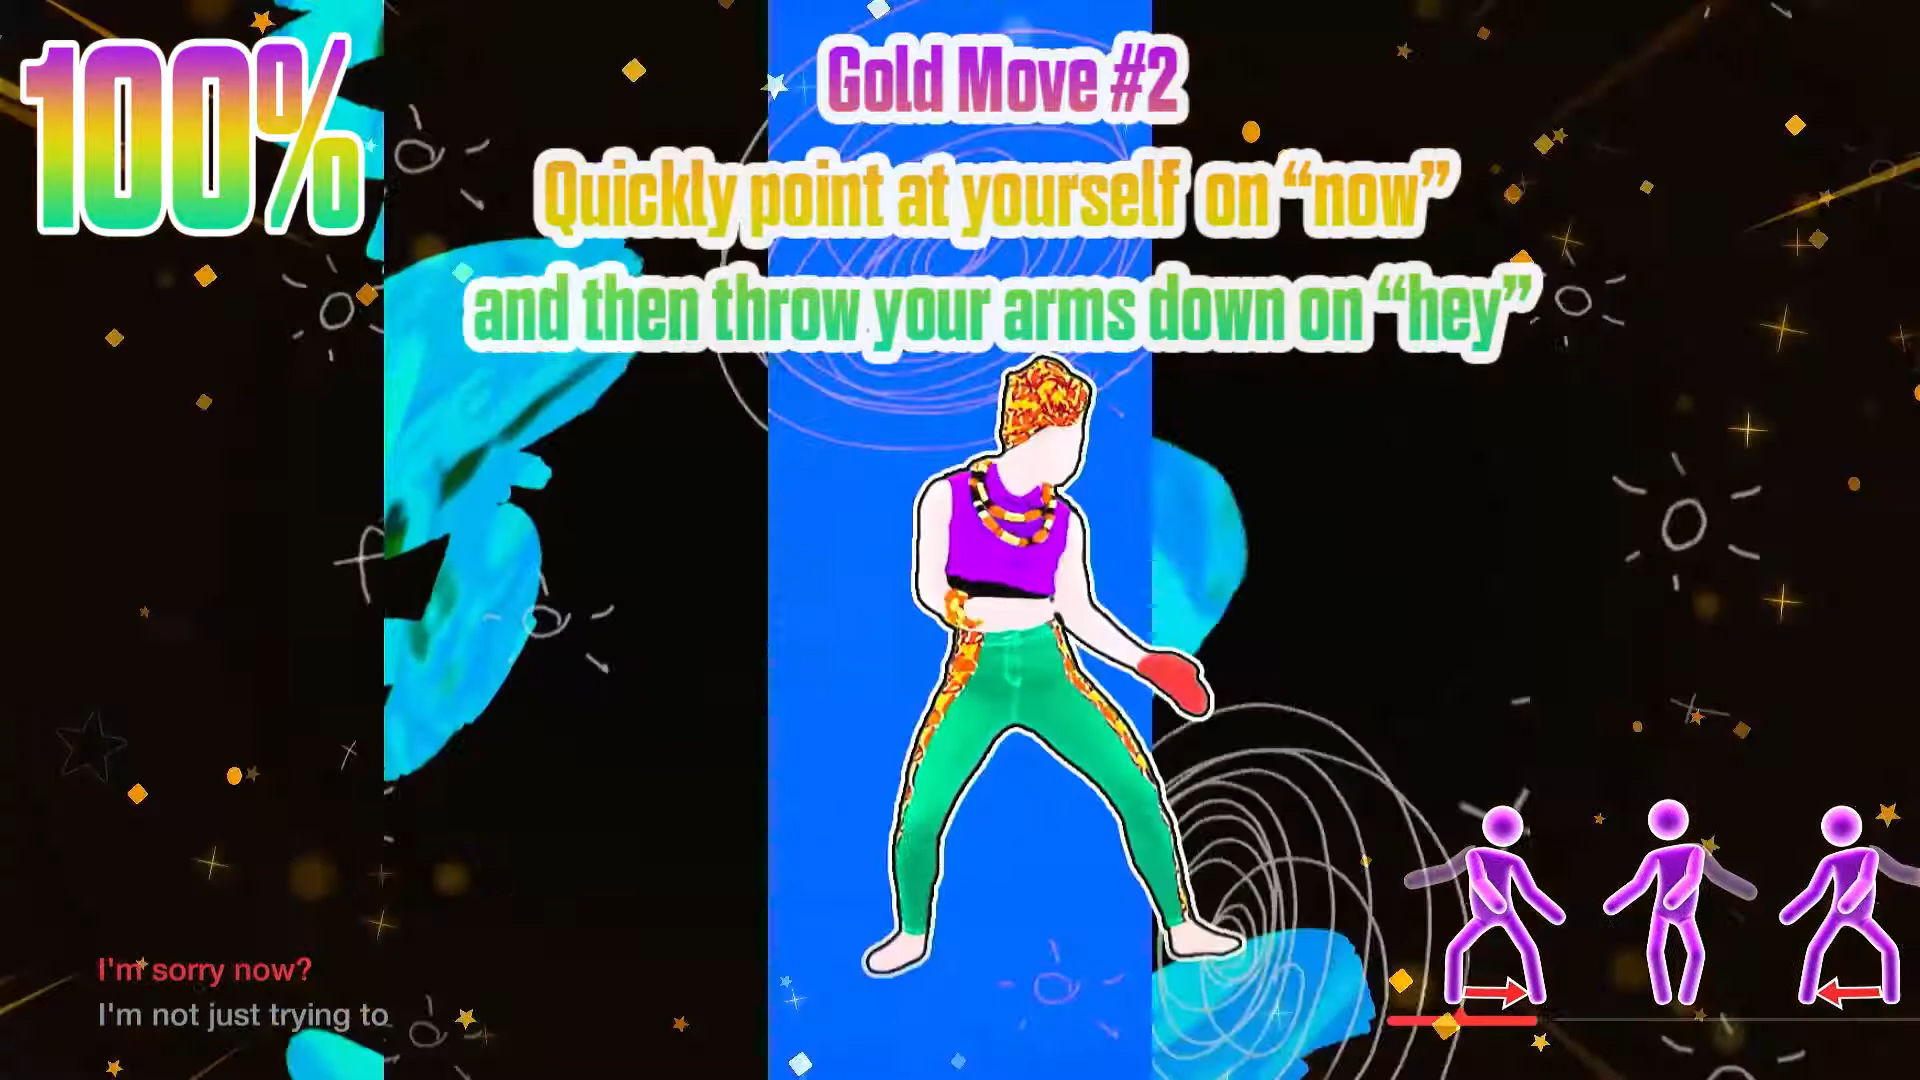 100%
Gold Move #2
Quickly point at yourself on “now”
and then throw your arms down on “hey”
I'm sorry now?
I'm not just trying to